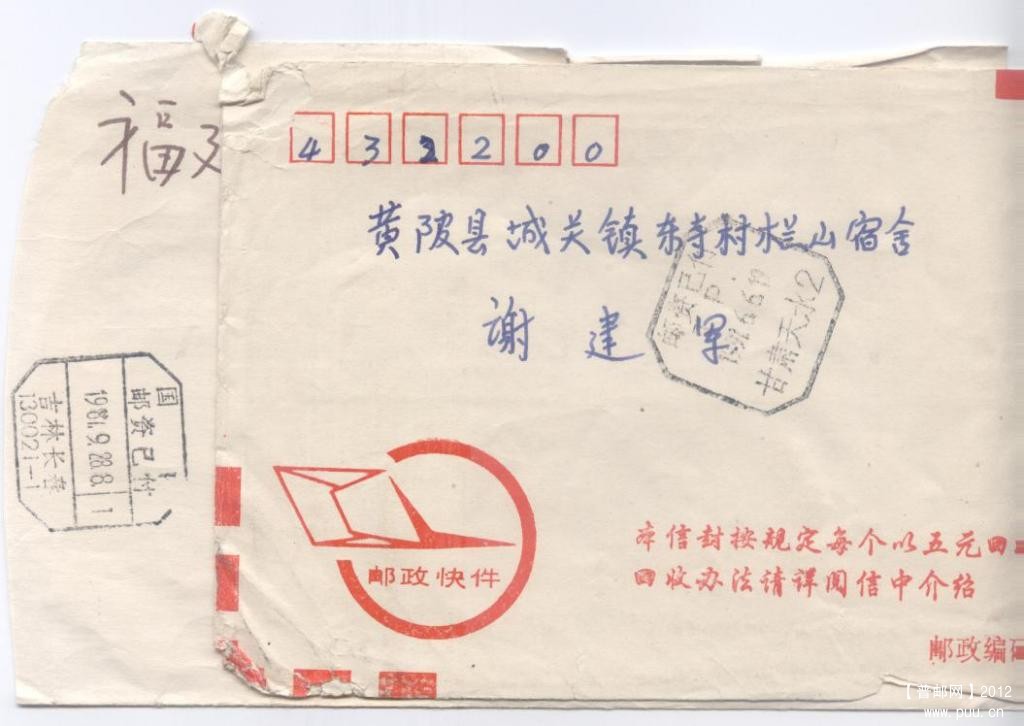 福
432200
黄陂县城关镇东寺村栏山宿舍
谢建军
邮资已付
甘肃天水2
国
邮资已付
1981.9.28.8
1
吉林长春
130021-1
邮政快件
本信封按规定每个以五元回
回收办法请详阅信中介绍
邮政编码
【普邮网】2012
www.puu.cn